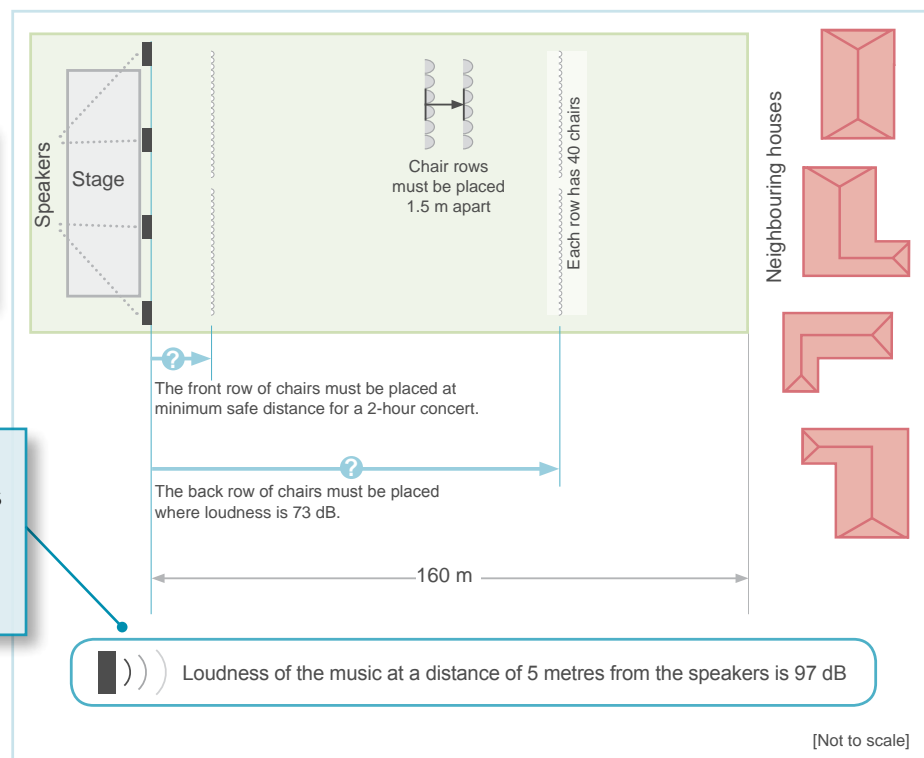 Speakers
Stage
Chair rows
must be placed
1.5 m apart
Each row has 40 chairs
Neighbouring houses
?
The front row of chairs must be placed at
minimum safe distance for a 2-hour concert.
?
The back row of chairs must be placed
where loudness is 73 dB.
160 m
Loudness of the music at a distance of 5 metres from the speakers is 97 dB
[Not to scale]